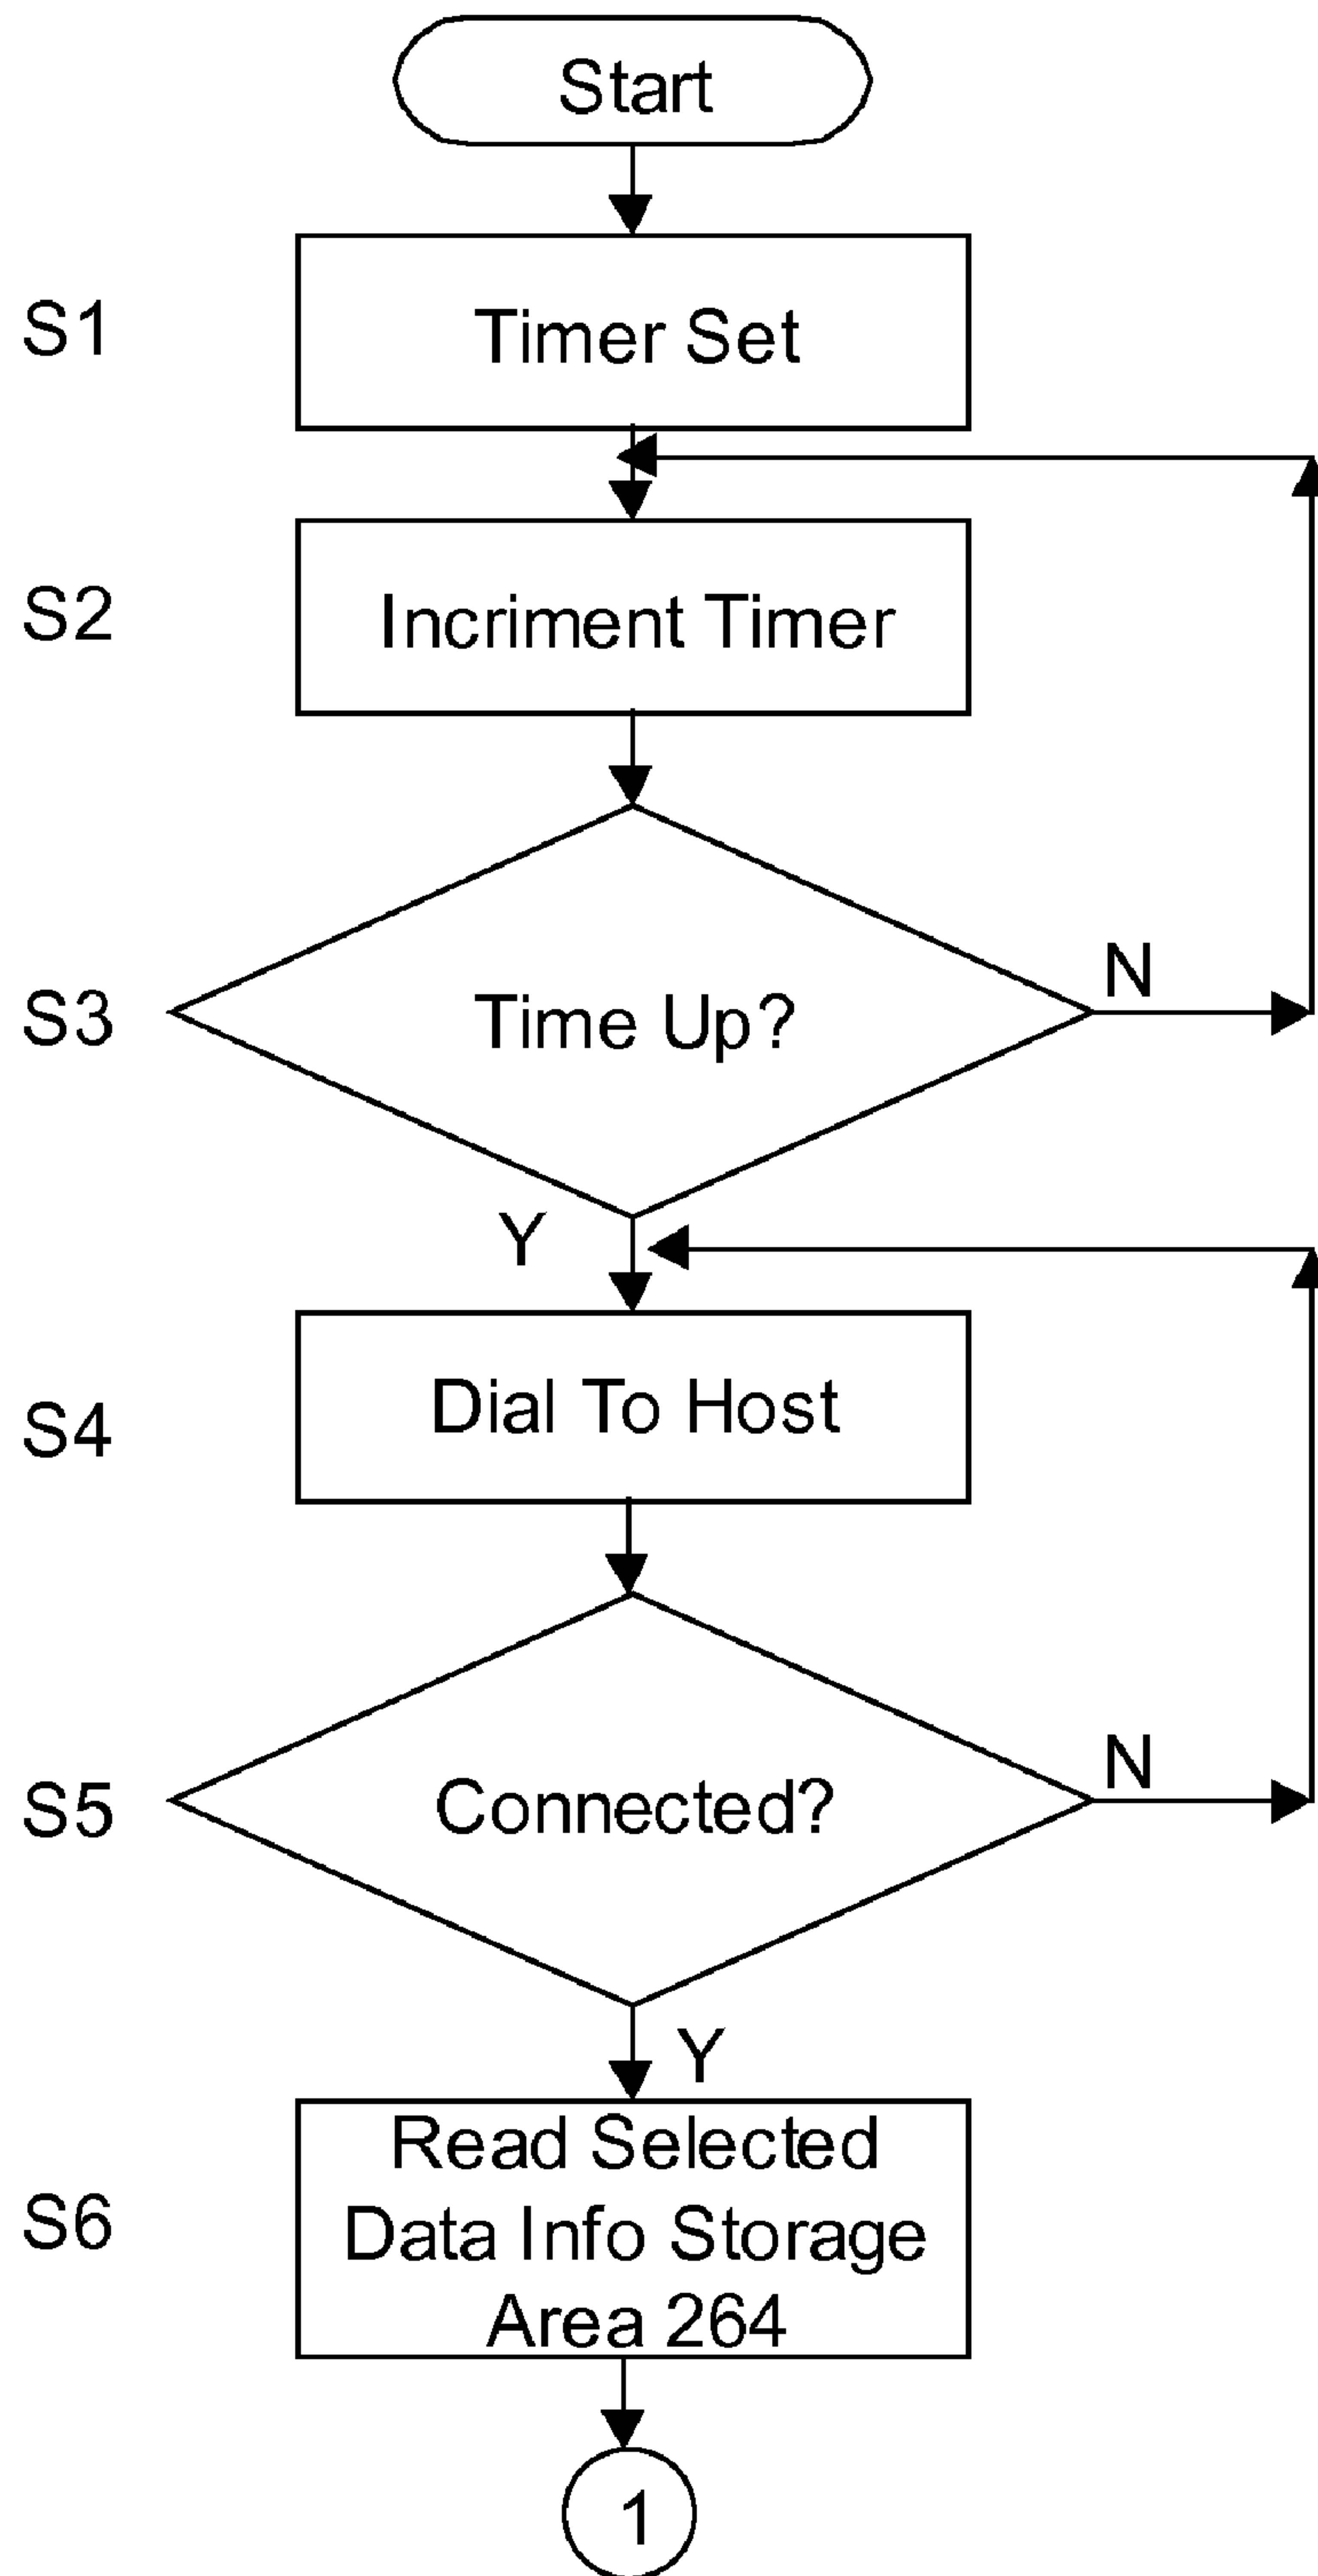 Start
S1
Timer Set
S2
Incriment Timer
S3
Time Up?
N
Y
S4
Dial To Host
S5
Connected?
N
Y
S6
Read Selected
Data Info Storage
Area 264
1